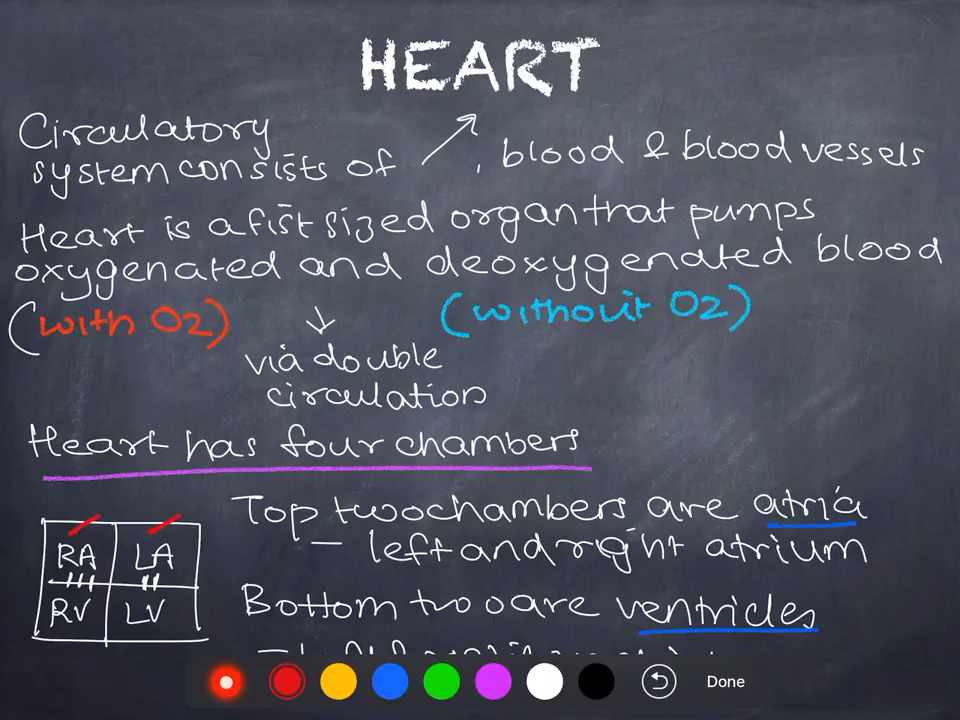 HEART
Circulatory
system consists of , blood & blood vessels
Heart is a fist sized organ that pumps
oxygenated and deoxygenated blood
(with O2) (without O2)
via double
circulation
Heart has four chambers
Top two chambers are atria
– left and right atrium
RA LA
RV LV
Bottom two are ventricles
Done